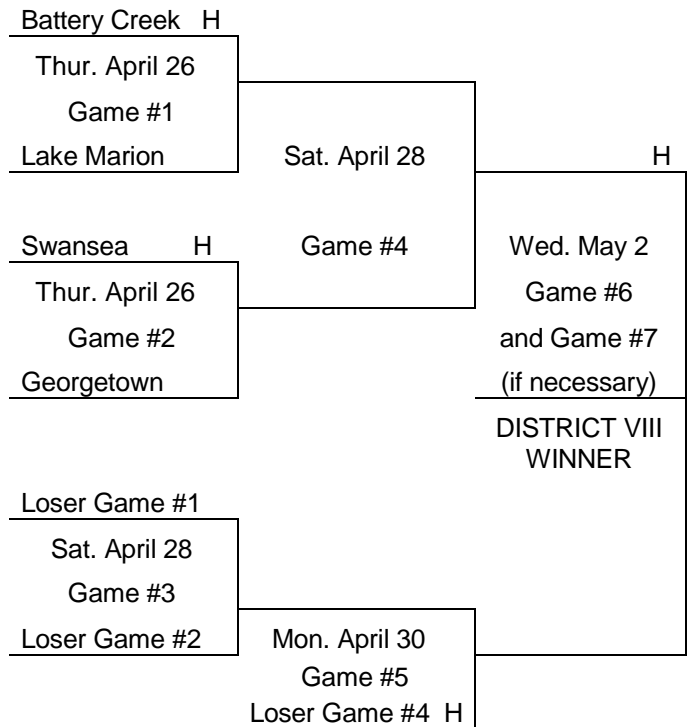 Battery Creek H
Thur. April 26
Game #1
Lake Marion
Sat. April 28
H
Swansea H
Game #4
Wed. May 2
Thur. April 26
Game #6
Game #2
and Game #7
Georgetown
(if necessary)
DISTRICT VIII
WINNER
Loser Game #1
Sat. April 28
Game #3
Loser Game #2
Mon. April 30
Game #5
Loser Game #4 H